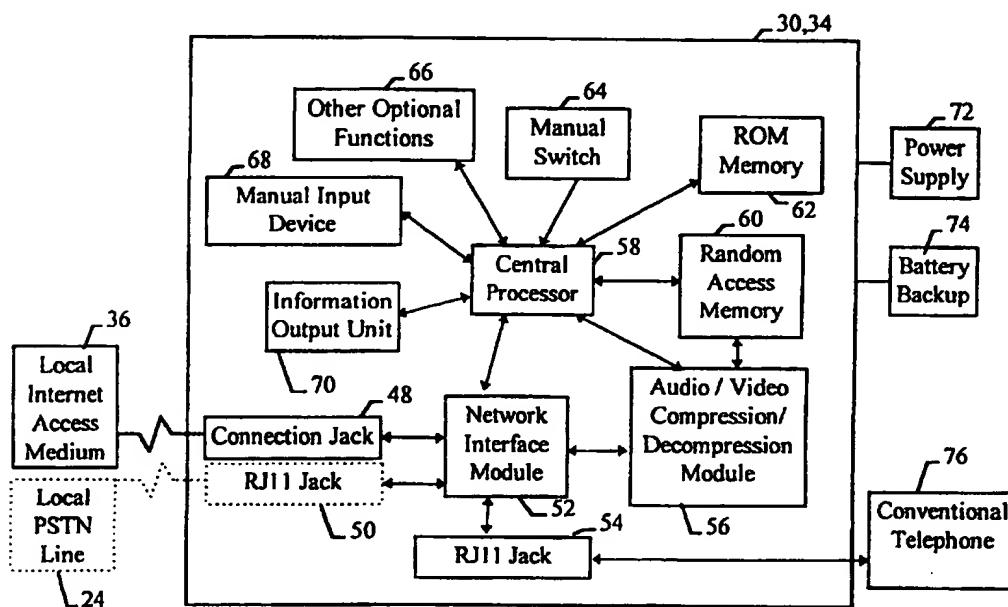 30,34
66
Other Optional
Functions
64
Manual
Switch
ROM
Memory
62
72
Power
Supply
68
Manual Input
Device
60
Random
Access
Memory
58
Central
Processor
74
Battery
Backup
Information
Output Unit
70
36
Local
Internet
Access
Medium
48
Connection Jack
RJ11 Jack
50
Network
Interface
Module
52
Audio / Video
Compression/
Decompression
Module
56
Local
PSTN
Line
24
54
RJ11 Jack
76
Conventional
Telephone